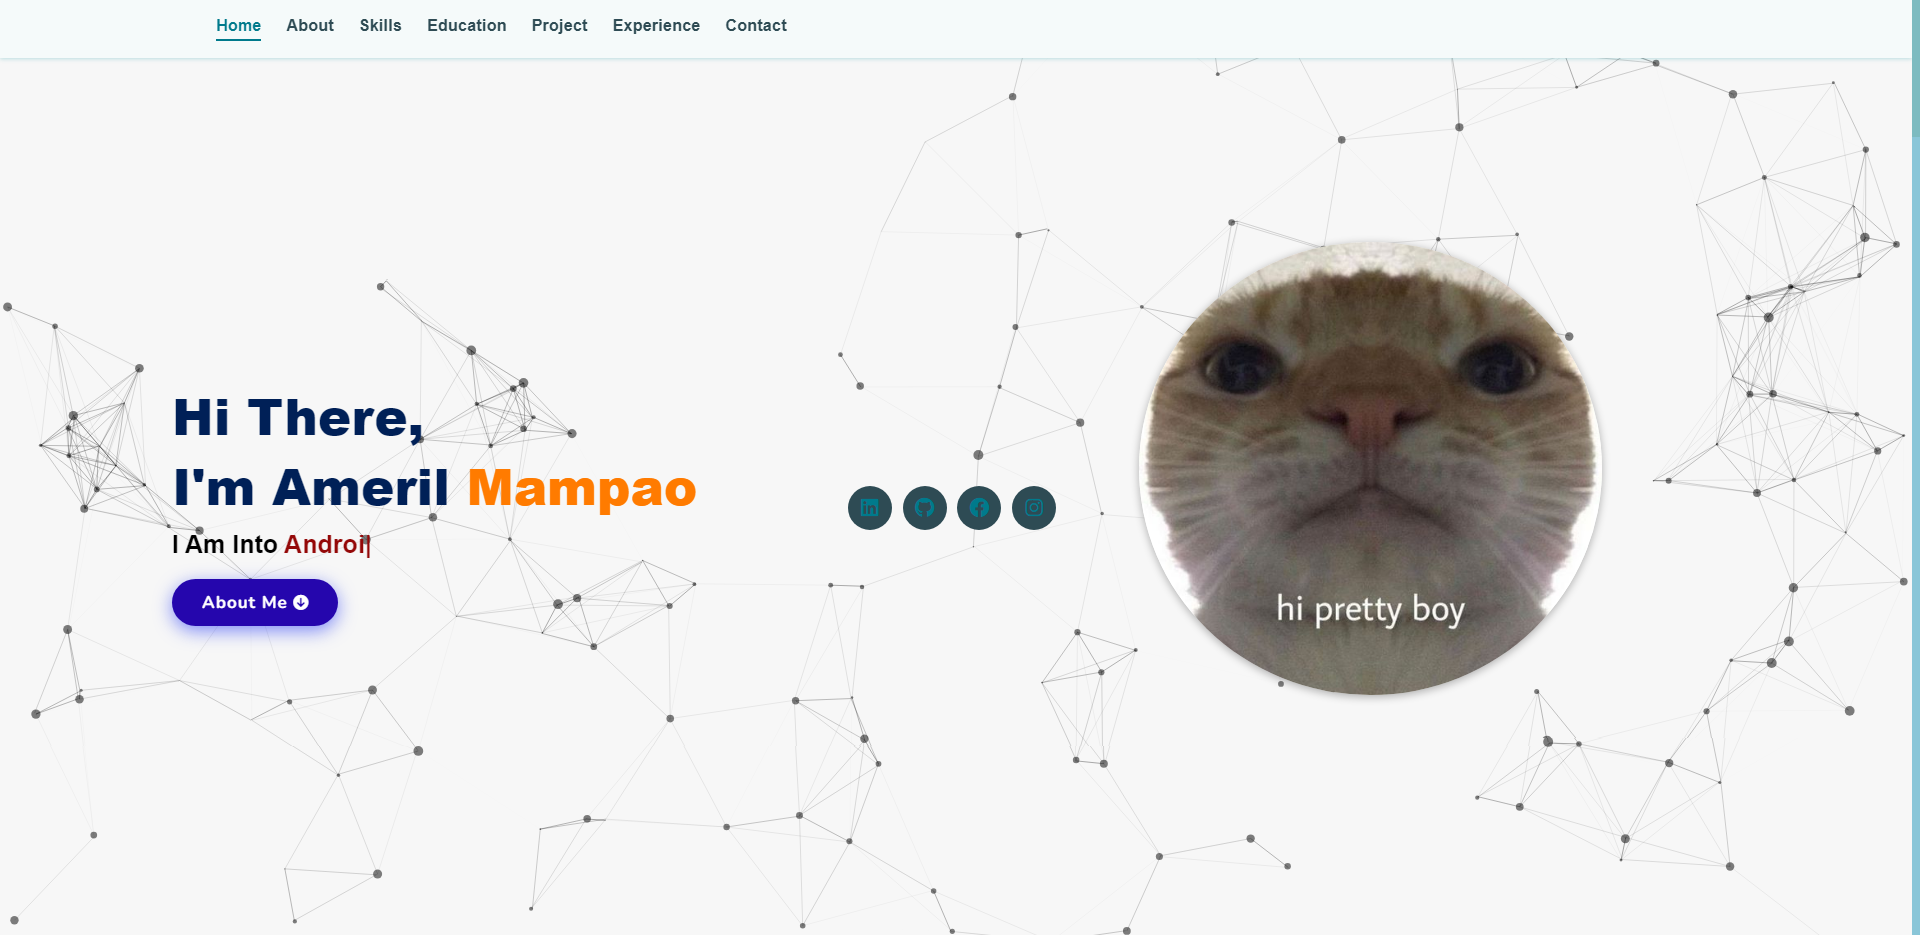 Home About Skills Education Project Experience Contact
Hi There,
I'm Ameril Mampao
I Am Into Androi|
About Me
hi pretty boy